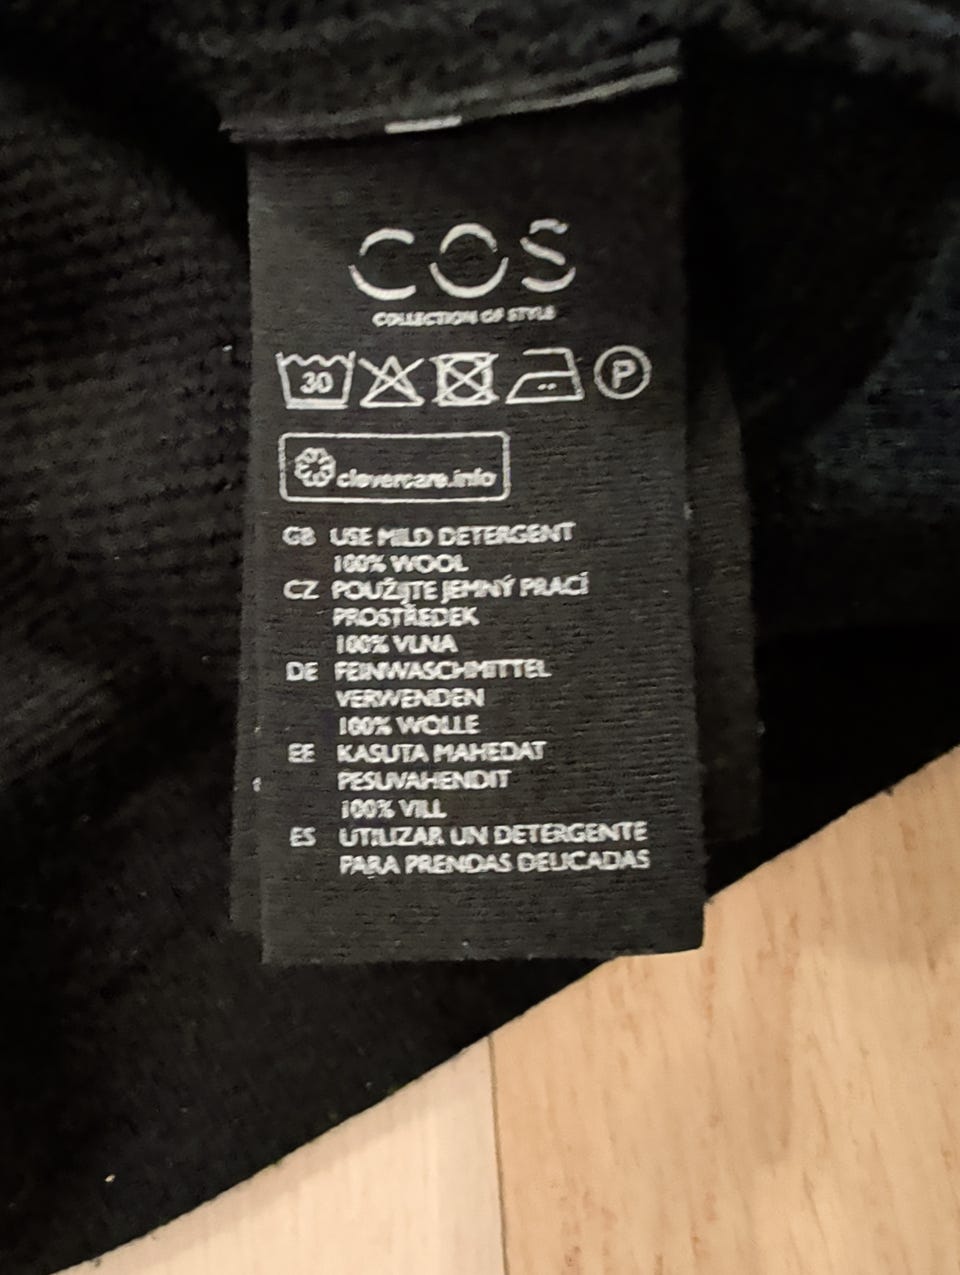 COS
COLLECTION OF STYLE
30 P
clevercare.info
GB USE MILD DETERGENT
100% WOOL
CZ POUŽIJTE JEMNÝ PRACÍ
PROSTŘEDEK
100% VLNA
DE FEINWASCHMITTEL
VERWENDEN
100% WOLLE
EE KASUTA MAHEDAT
PESUVAHENDIT
100% VILL
ES UTILIZAR UN DETERGENTE
PARA PRENDAS DELICADAS